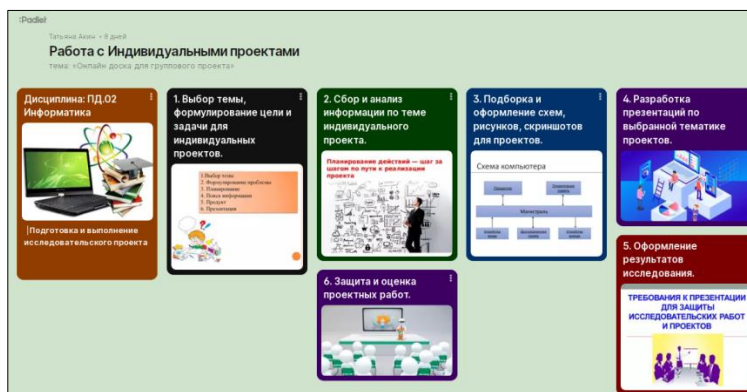 :Padlet
Татьяна Акин + 8 дней
Работа с Индивидуальными проектами
тема: «Онлайн доска для группового проекта»
Дисциплина: ПД.02
Информатика
Подготовка и выполнение
исследовательского проекта
1. Выбор темы,
формулирование цели и
задачи для
индивидуальных
проектов.
1.Выбор темы
2. Формулирование проблемы
3. Планирование
4. Поиск информации
5. Продукт
6. Презентация
2. Сбор и анализ
информации по теме
индивидуального
проекта.
Планирование действий — шаг за
шагом по пути к реализации
проекта
3. Подборка и
оформление схем,
рисунков, скриншотов
для проектов.
Схема компьютера
Магистраль
4. Разработка
презентаций по
выбранной тематике
проектов.
5. Оформление
результатов
исследования.
ТРЕБОВАНИЯ К ПРЕЗЕНТАЦИИ
ДЛЯ ЗАЩИТЫ
ИССЛЕДОВАТЕЛЬСКИХ РАБОТ
И ПРОЕКТОВ
6. Защита и оценка
проектных работ.